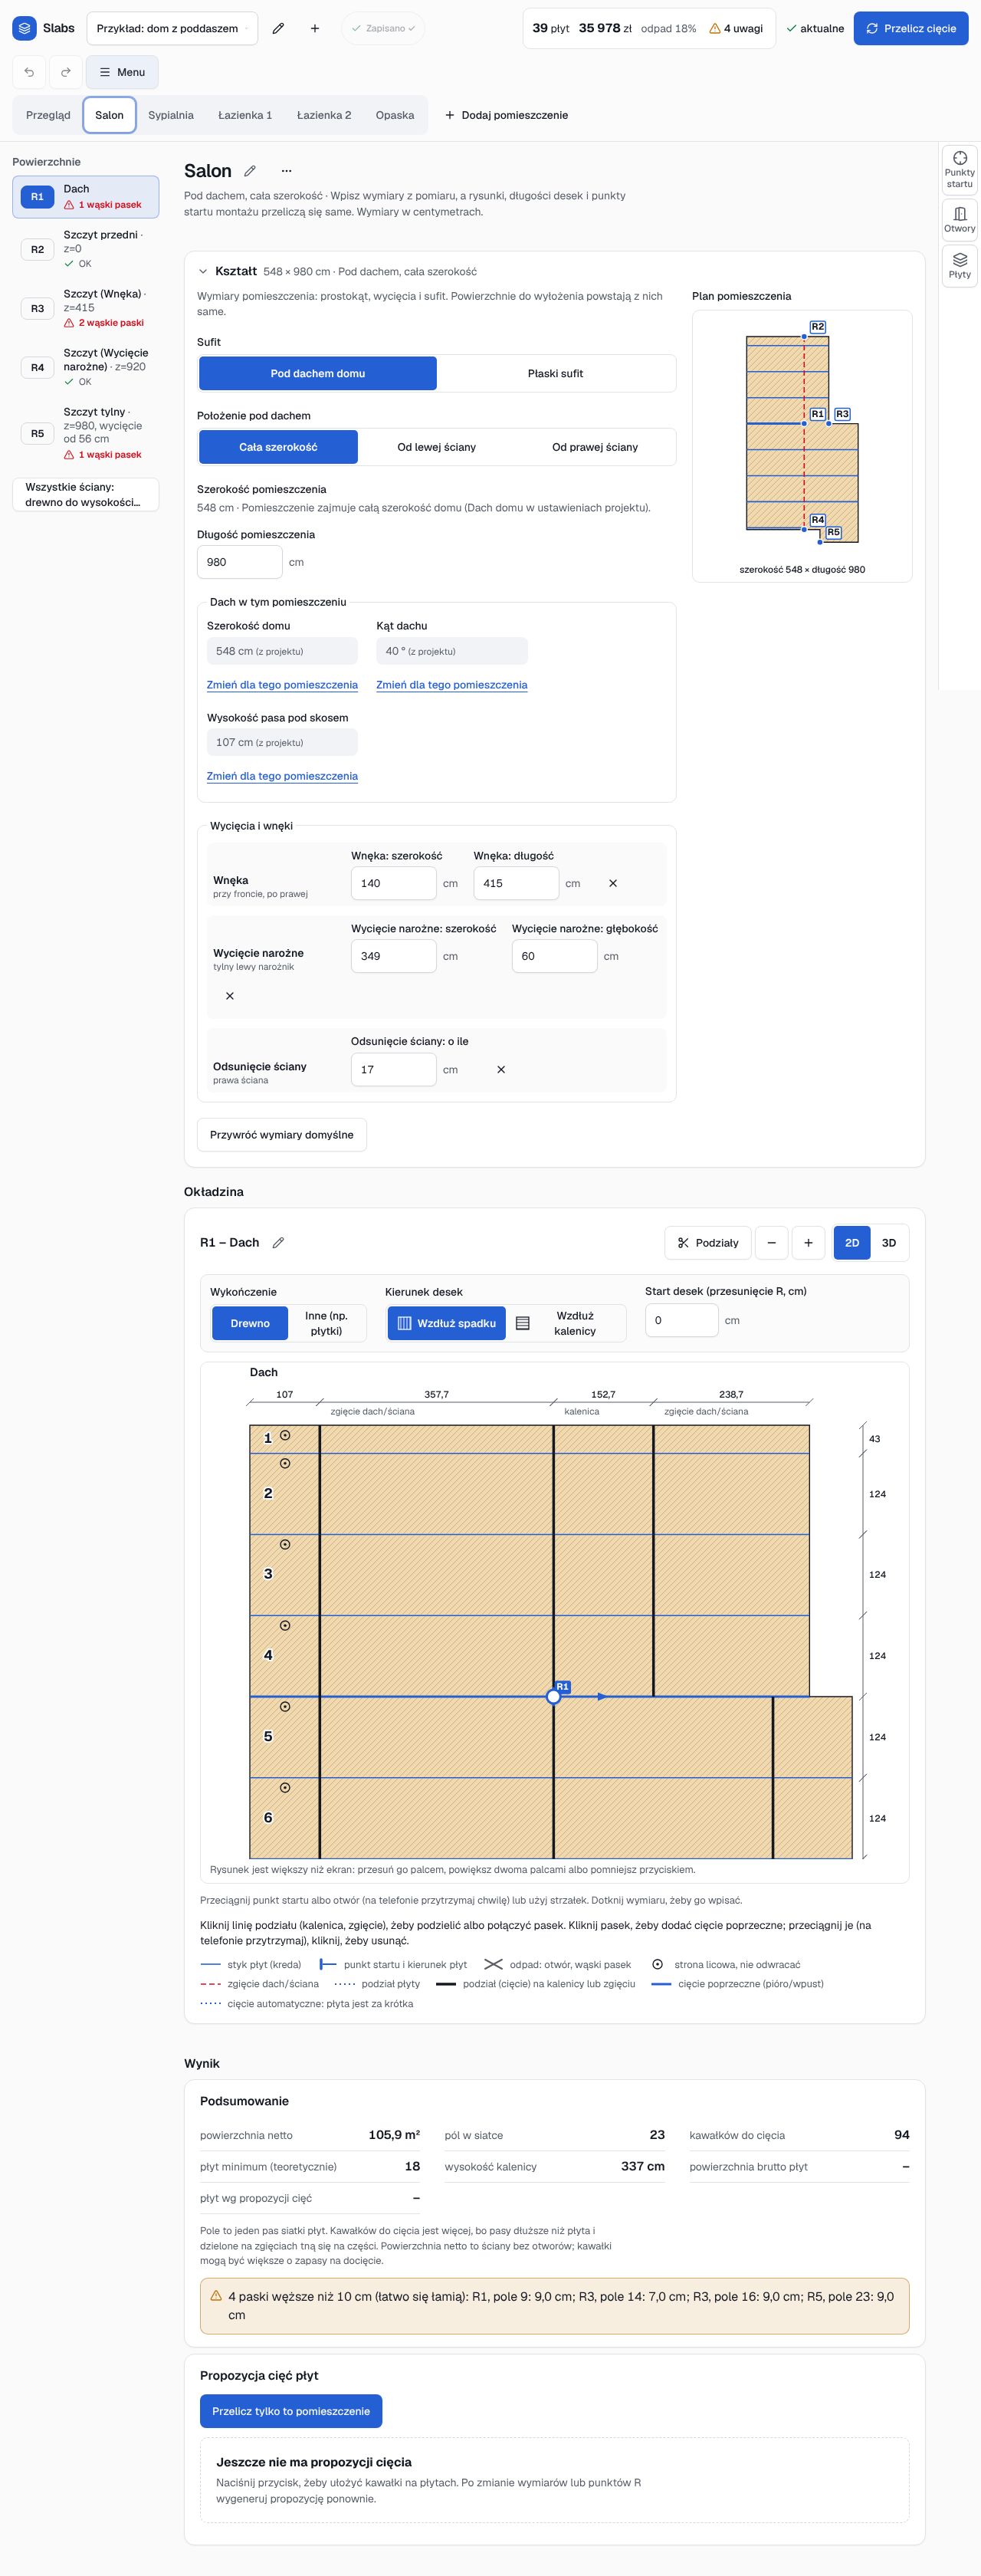 Slabs
Przykład: dom z poddaszem
Zapisano ✓
39 płyt 35 978 zł odpad 18% 4 uwagi
aktualne
Przelicz cięcie
Menu
Przegląd
Salon
Sypialnia
Łazienka 1
Łazienka 2
Opaska
Dodaj pomieszczenie
Powierzchnie
R1
Dach
1 wąski pasek
R2
Szczyt przedni ·
z=0
OK
R3
Szczyt (Wnęka) ·
z=415
2 wąskie paski
R4
Szczyt (Wycięcie
narożne) · z=920
OK
R5
Szczyt tylny ·
z=980, wycięcie
od 56 cm
1 wąski pasek
Wszystkie ściany:
drewno do wysokości…
Salon
Pod dachem, cała szerokość · Wpisz wymiary z pomiaru, a rysunki, długości desek i punkty
startu montażu przeliczą się same. Wymiary w centymetrach.
Punkty
startu
Otwory
Płyty
Kształt 548 × 980 cm · Pod dachem, cała szerokość
Wymiary pomieszczenia: prostokąt, wycięcia i sufit. Powierzchnie do wyłożenia powstają z nich
same.
Sufit
Pod dachem domu
Płaski sufit
Położenie pod dachem
Cała szerokość
Od lewej ściany
Od prawej ściany
Szerokość pomieszczenia
548 cm · Pomieszczenie zajmuje całą szerokość domu (Dach domu w ustawieniach projektu).
Długość pomieszczenia
980 cm
Plan pomieszczenia
R2
R1
R3
R4
R5
szerokość 548 × długość 980
Dach w tym pomieszczeniu
Szerokość domu
548 cm (z projektu)
Zmień dla tego pomieszczenia
Kąt dachu
40 ° (z projektu)
Zmień dla tego pomieszczenia
Wysokość pasa pod skosem
107 cm (z projektu)
Zmień dla tego pomieszczenia
Wycięcia i wnęki
Wnęka
przy froncie, po prawej
Wnęka: szerokość
140 cm
Wnęka: długość
415 cm
Wycięcie narożne
tylny lewy narożnik
Wycięcie narożne: szerokość
349 cm
Wycięcie narożne: głębokość
60 cm
Odsunięcie ściany
prawa ściana
Odsunięcie ściany: o ile
17 cm
Przywróć wymiary domyślne
Okładzina
R1 – Dach
Podziały
2D
3D
Wykończenie
Drewno
Inne (np.
płytki)
Kierunek desek
Wzdłuż spadku
Wzdłuż
kalenicy
Start desek (przesunięcie R, cm)
0 cm
Dach
107 357,7 152,7 238,7
zgięcie dach/ściana kalenica zgięcie dach/ściana
1 43
2 124
3 124
4 124
R1
5 124
6 124
Rysunek jest większy niż ekran: przesuń go palcem, powiększ dwoma palcami albo pomniejsz przyciskiem.
Przeciągnij punkt startu albo otwór (na telefonie przytrzymaj chwilę) lub użyj strzałek. Dotknij wymiaru, żeby go wpisać.
Kliknij linię podziału (kalenica, zgięcie), żeby podzielić albo połączyć pasek. Kliknij pasek, żeby dodać cięcie poprzeczne; przeciągnij je (na
telefonie przytrzymaj), kliknij, żeby usunąć.
styk płyt (kreda) punkt startu i kierunek płyt odpad: otwór, wąski pasek strona licowa, nie odwracać
zgięcie dach/ściana podział płyty podział (cięcie) na kalenicy lub zgięciu cięcie poprzeczne (pióro/wpust)
cięcie automatyczne: płyta jest za krótka
Wynik
Podsumowanie
powierzchnia netto 105,9 m²
pól w siatce 23
kawałków do cięcia 94
płyt minimum (teoretycznie) 18
wysokość kalenicy 337 cm
powierzchnia brutto płyt –
płyt wg propozycji cięć –
Pole to jeden pas siatki płyt. Kawałków do cięcia jest więcej, bo pasy dłuższe niż płyta i
dzielone na zgięciach tną się na części. Powierzchnia netto to ściany bez otworów; kawałki
mogą być większe o zapasy na docięcie.
4 paski węższe niż 10 cm (łatwo się łamią): R1, pole 9: 9,0 cm; R3, pole 14: 7,0 cm; R3, pole 16: 9,0 cm; R5, pole 23: 9,0
cm
Propozycja cięć płyt
Przelicz tylko to pomieszczenie
Jeszcze nie ma propozycji cięcia
Naciśnij przycisk, żeby ułożyć kawałki na płytach. Po zmianie wymiarów lub punktów R
wygeneruj propozycję ponownie.